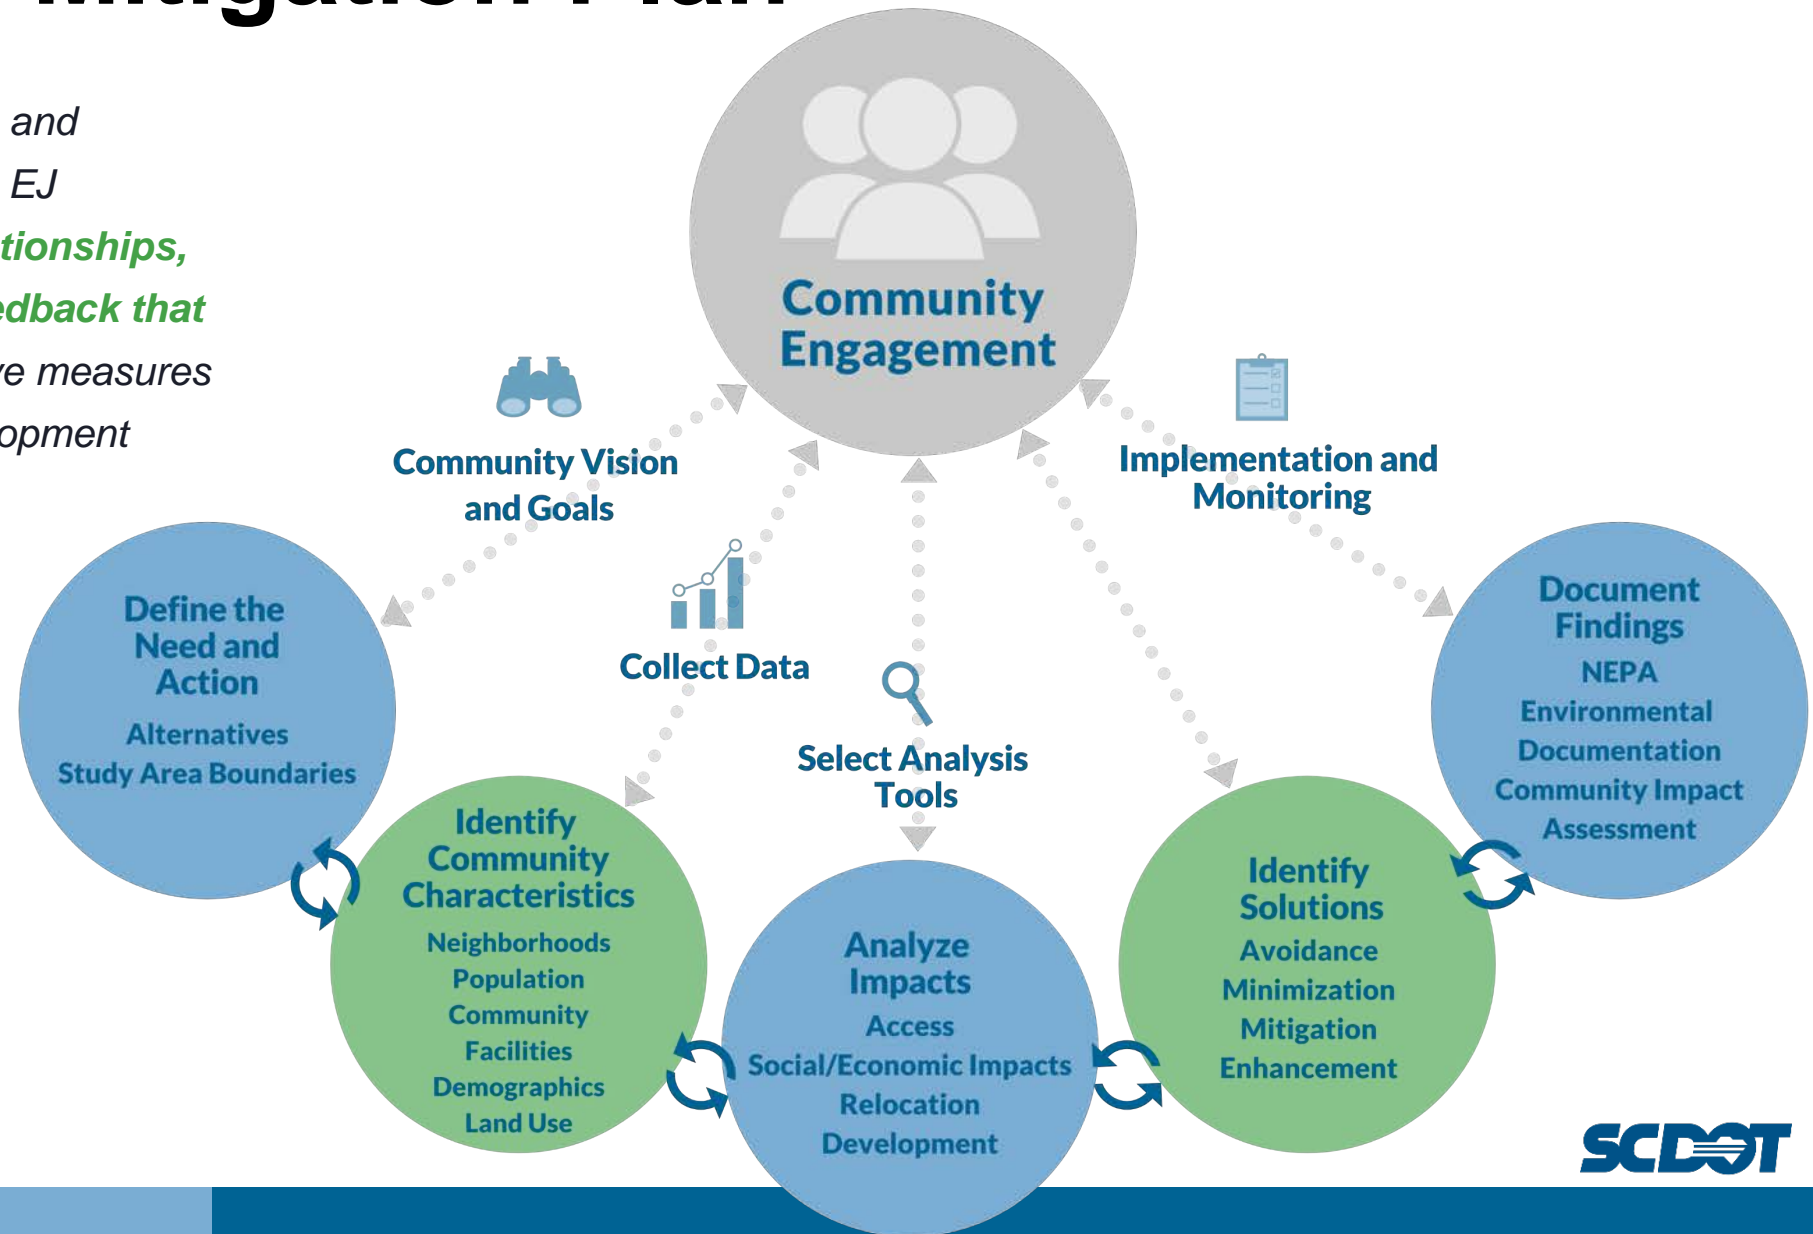 Mitigation Plan
and
EJ
tionships,
edback that
ve measures
opment
Community
Engagement
Community Vision
and Goals
Implementation and
Monitoring
Collect Data
Select Analysis
Tools
Define the
Need and
Action
Alternatives
Study Area Boundaries
Identify
Community
Characteristics
Neighborhoods
Population
Community
Facilities
Demographics
Land Use
Analyze
Impacts
Access
Social/Economic Impacts
Relocation
Development
Identify
Solutions
Avoidance
Minimization
Mitigation
Enhancement
Document
Findings
NEPA
Environmental
Documentation
Community Impact
Assessment
SCDOT